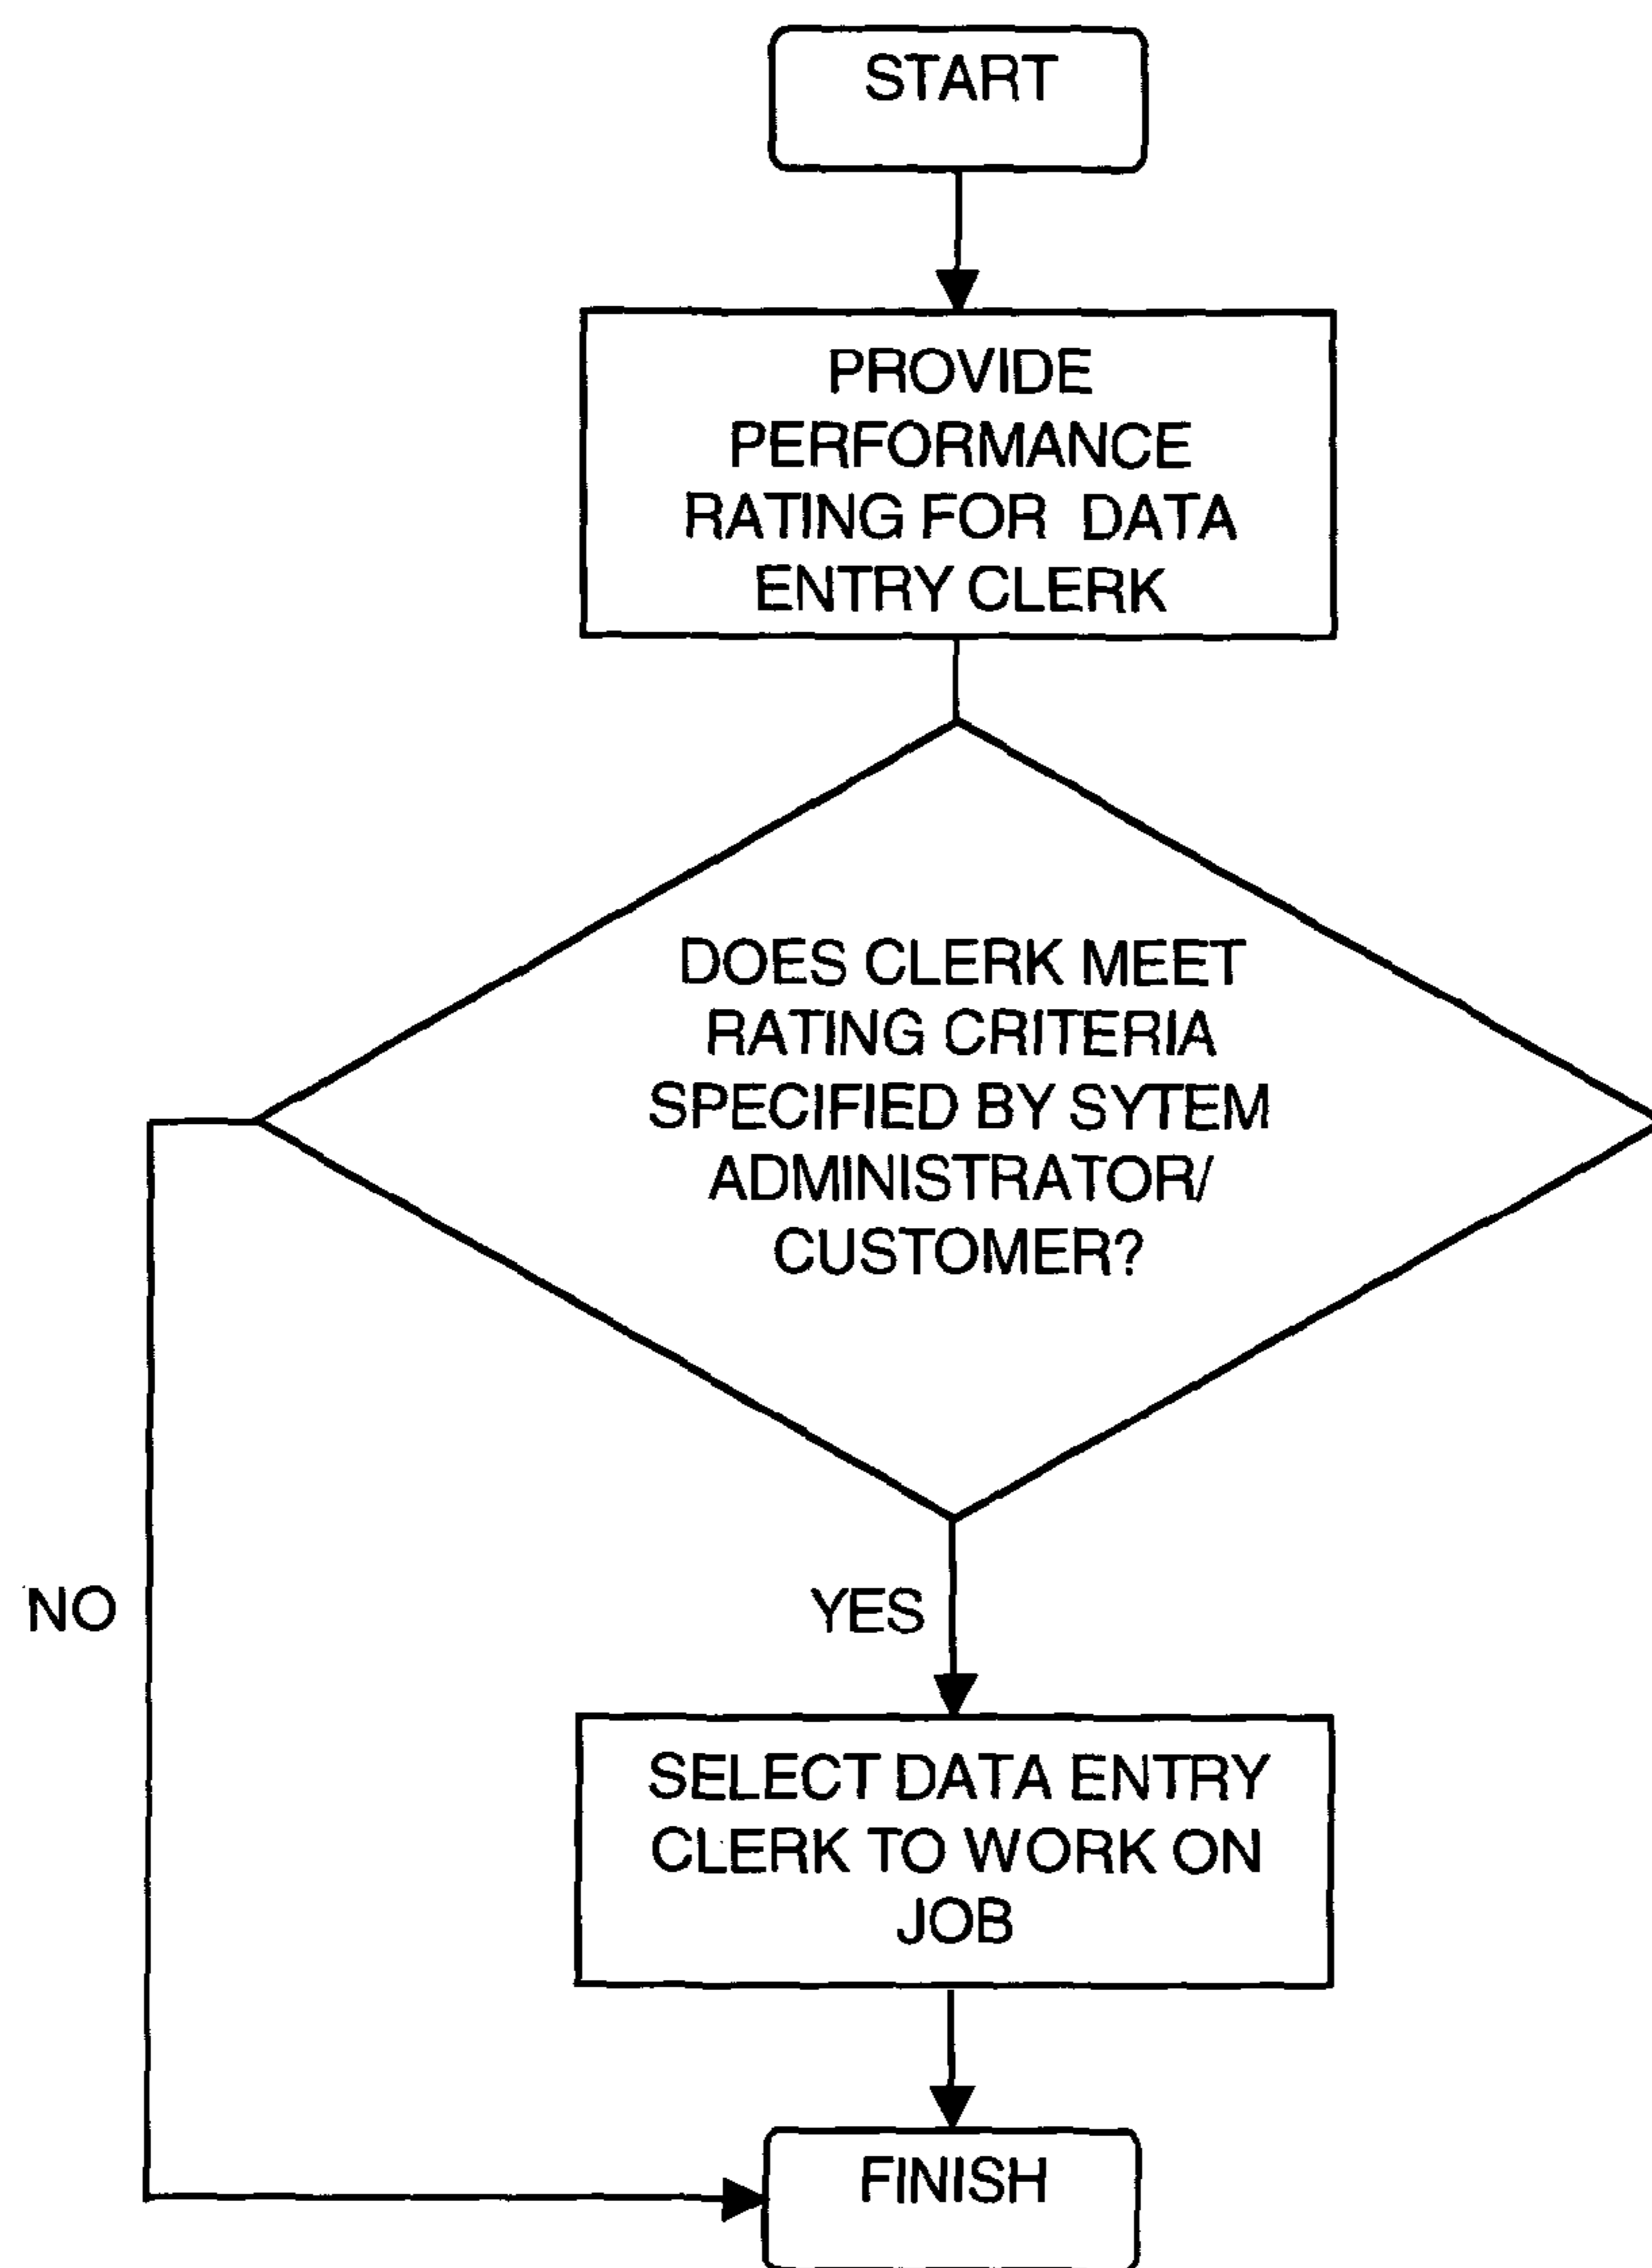 START
PROVIDE
PERFORMANCE
RATING FOR DATA
ENTRY CLERK
DOES CLERK MEET
RATING CRITERIA
SPECIFIED BY SYTEM
ADMINISTRATOR/
CUSTOMER?
NO
YES
SELECT DATA ENTRY
CLERK TO WORK ON
JOB
FINISH